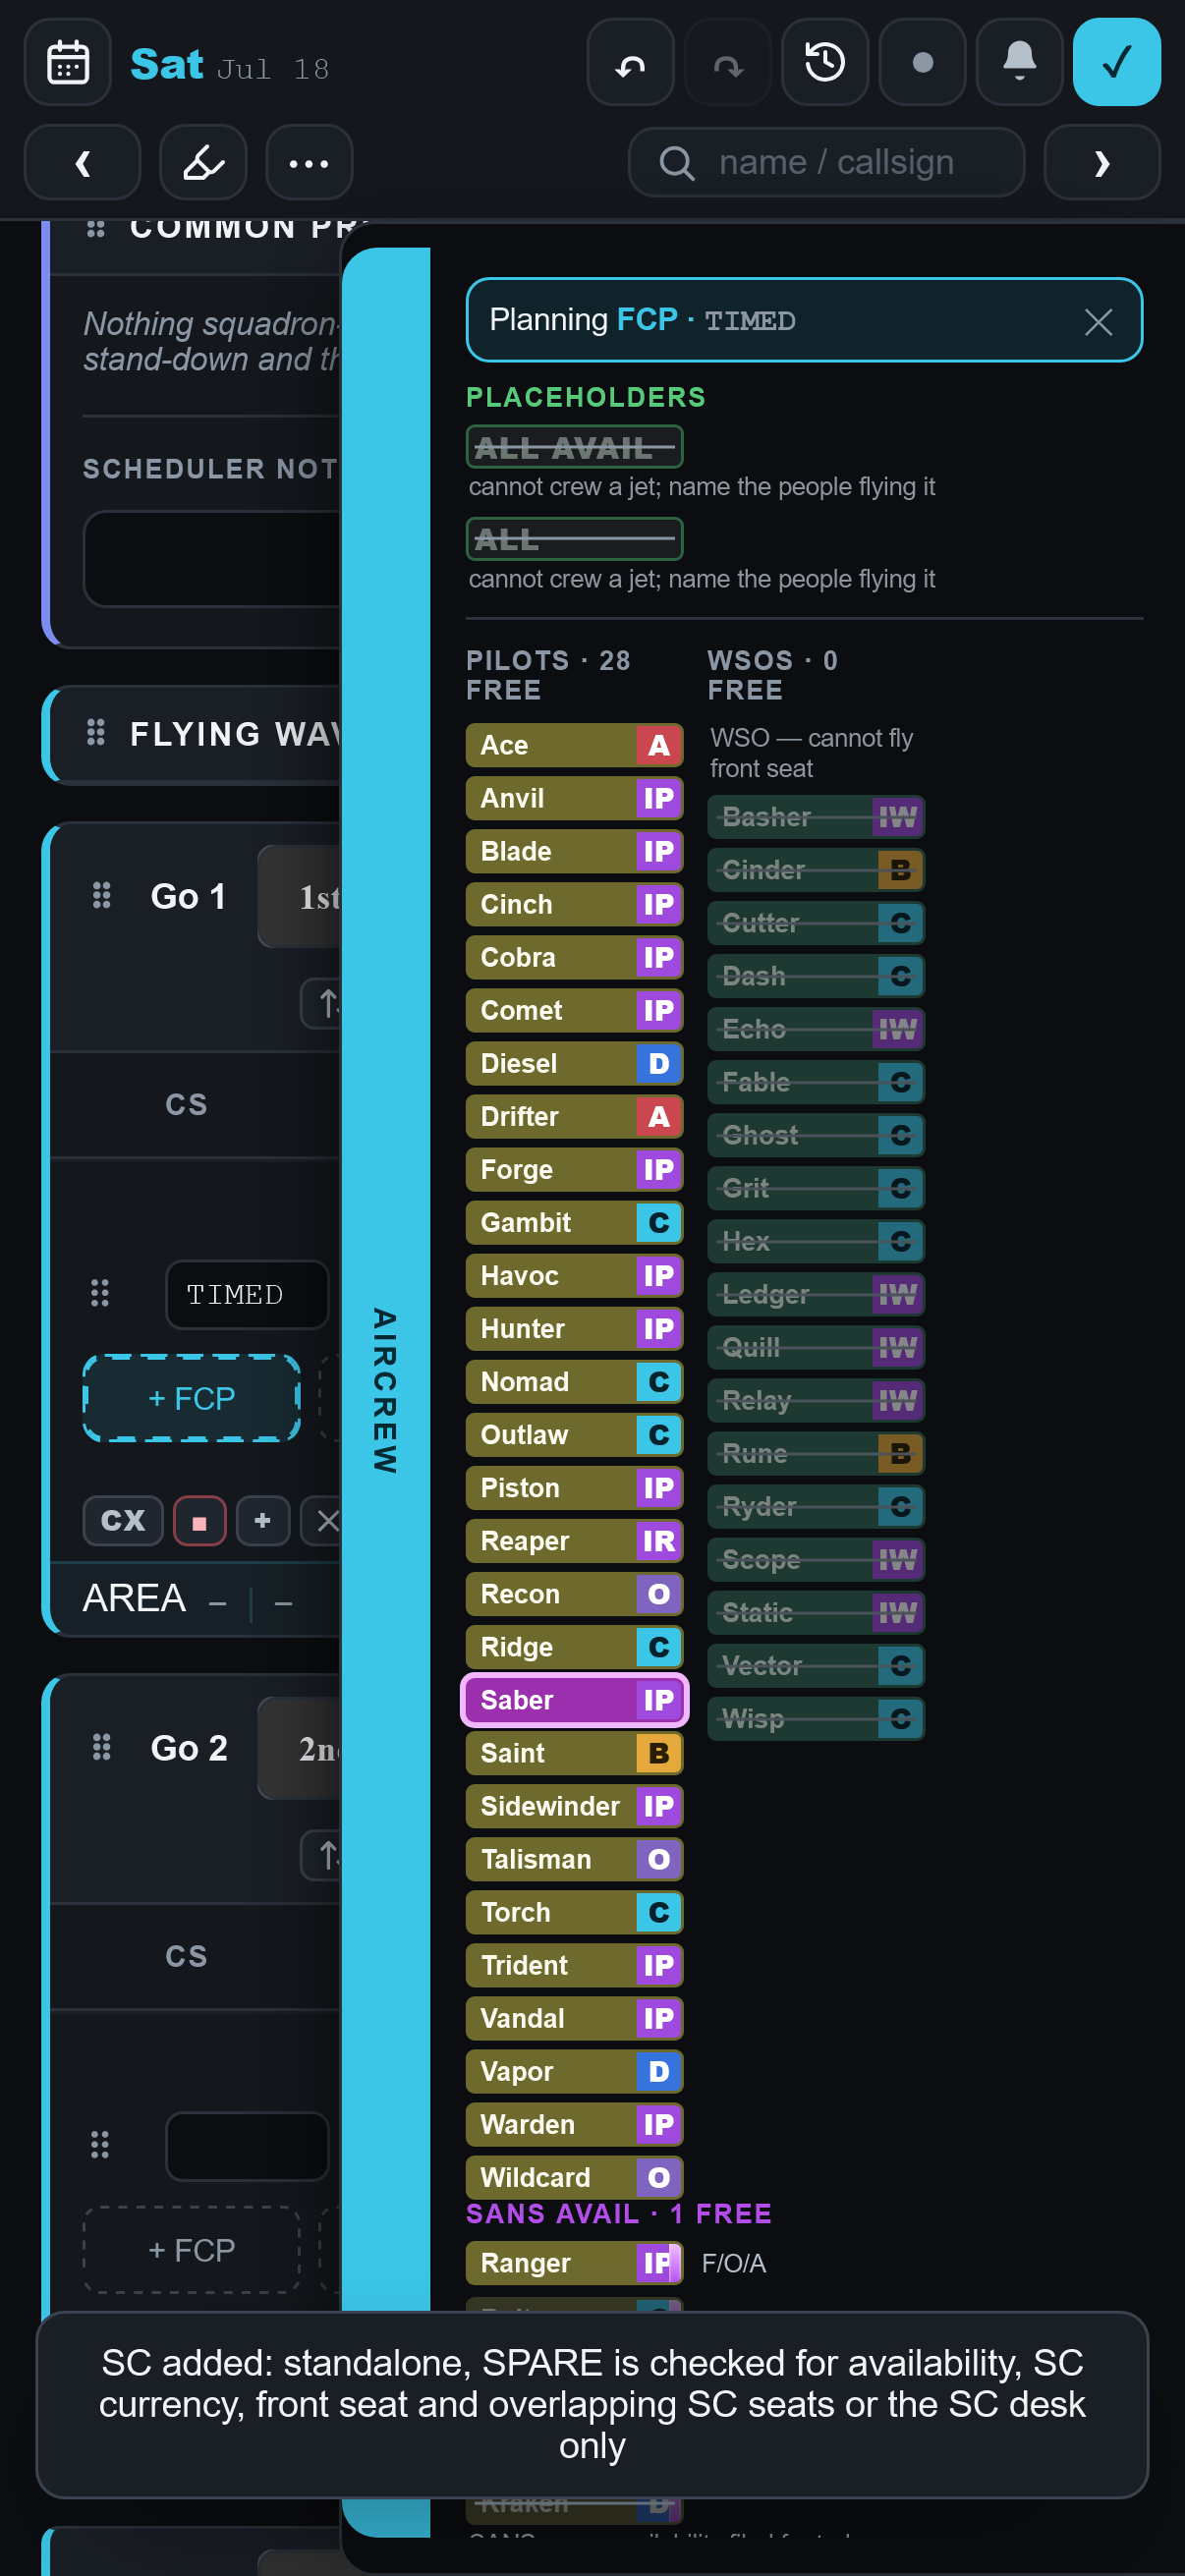 Sat Jul 18
name / callsign
COMMON PR
Nothing squadron-
stand-down and th
SCHEDULER NOT
FLYING WAV
Go 1 1st
CS
TIMED
+ FCP
CX + 
AREA – | –
Go 2 2nd
CS
+ FCP
AIRCREW
Planning FCP · TIMED
PLACEHOLDERS
ALL AVAIL
cannot crew a jet; name the people flying it
ALL
cannot crew a jet; name the people flying it
PILOTS · 28 FREE
Ace A
Anvil IP
Blade IP
Cinch IP
Cobra IP
Comet IP
Diesel D
Drifter A
Forge IP
Gambit C
Havoc IP
Hunter IP
Nomad C
Outlaw C
Piston IP
Reaper IR
Recon O
Ridge C
Saber IP
Saint B
Sidewinder IP
Talisman O
Torch C
Trident IP
Vandal IP
Vapor D
Warden IP
Wildcard O
WSOS · 0 FREE
WSO — cannot fly
front seat
Basher IW
Cinder B
Cutter C
Dash C
Echo IW
Fable C
Ghost C
Grit C
Hex C
Ledger IW
Quill IW
Relay IW
Rune B
Ryder C
Scope IW
Static IW
Vector C
Wisp C
SANS AVAIL · 1 FREE
Ranger IP F/O/A
SC added: standalone, SPARE is checked for availability, SC
currency, front seat and overlapping SC seats or the SC desk
only
Kraken D